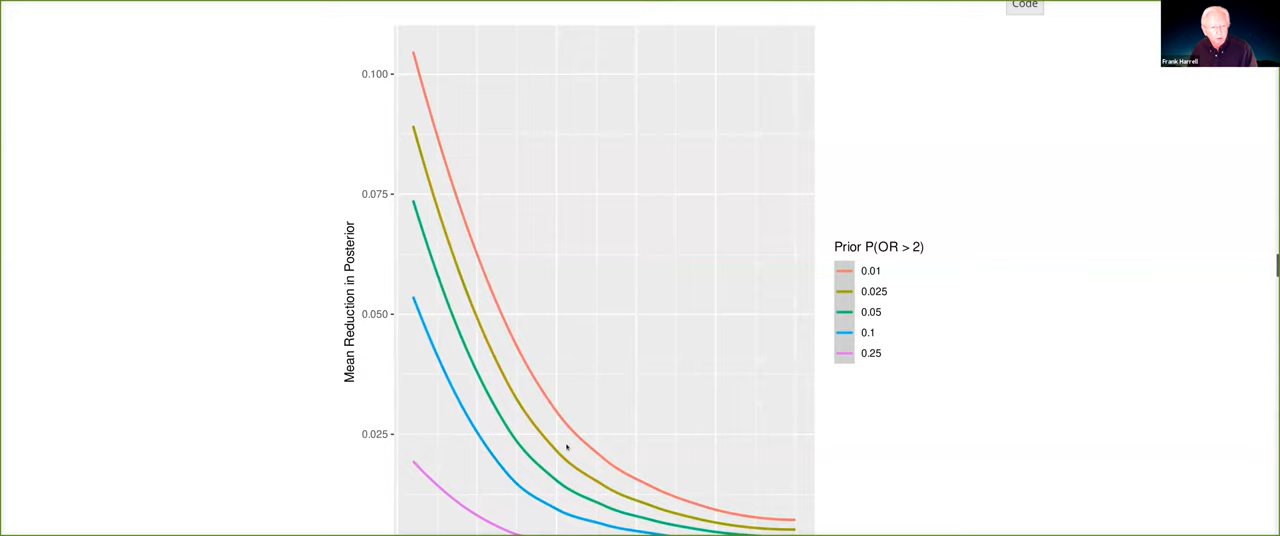 Code
Frank Harrell
0.100
0.075
0.050
0.025
Mean Reduction in Posterior
Prior P(OR > 2)
0.01
0.025
0.05
0.1
0.25